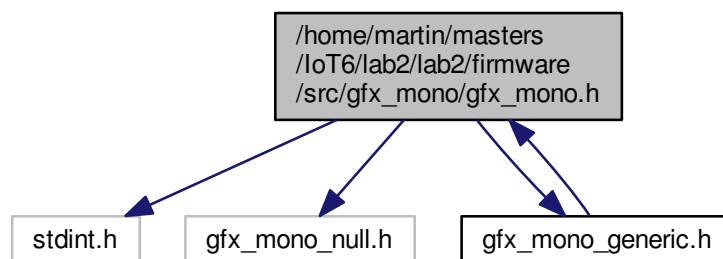 /home/martin/masters
/IoT6/lab2/lab2/firmware
/src/gfx_mono/gfx_mono.h
stdint.h
gfx_mono_null.h
gfx_mono_generic.h